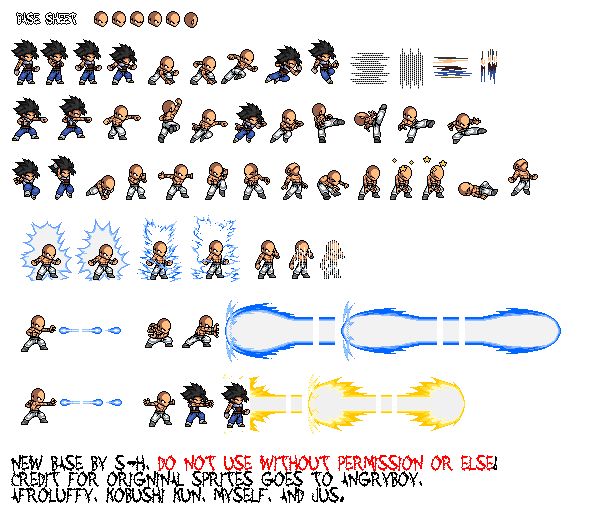 BASE SHEET
NEW BASE BY S-H. DO NOT USE WITHOUT PERMISSION OR ELSE!
CREDIT FOR ORIGNINAL SPRITES GOES TO ANGRYBOY,
AFROLUFFY, KOBUSHI KUN, MYSELF, AND JUS.